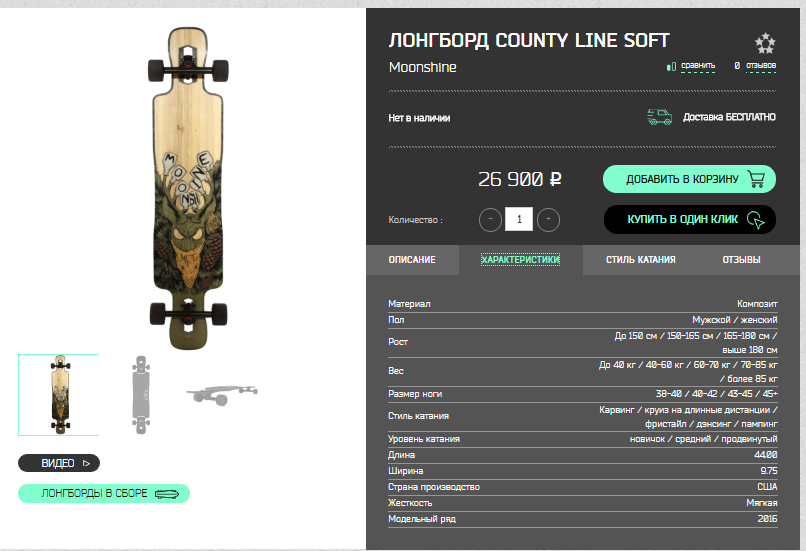 ЛОНГБОРД COUNTY LINE SOFT
Moonshine
сравнить
0 отзывов
Нет в наличии
Доставка БЕСПЛАТНО
26 900 ₽
ДОБАВИТЬ В КОРЗИНУ
Количество :
-
1
+
КУПИТЬ В ОДИН КЛИК
ОПИСАНИЕ
ХАРАКТЕРИСТИКИ
СТИЛЬ КАТАНИЯ
ОТЗЫВЫ
Материал Композит
Пол Мужской / женский
Рост До 150 см / 150-165 см / 165-180 см /
выше 180 см
Вес До 40 кг / 40-60 кг / 60-70 кг / 70-85 кг
/ более 85 кг
Размер ноги 38-40 / 40-42 / 43-45 / 45+
Стиль катания Карвинг / круиз на длинные дистанции /
фристайл / дэнсинг / пампинг
Уровень катания новичок / средний / продвинутый
Длина 44.00
Ширина 9.75
Страна производство США
Жесткость Мягкая
Модельный ряд 2016
ВИДЕО
ЛОНГБОРДЫ В СБОРЕ